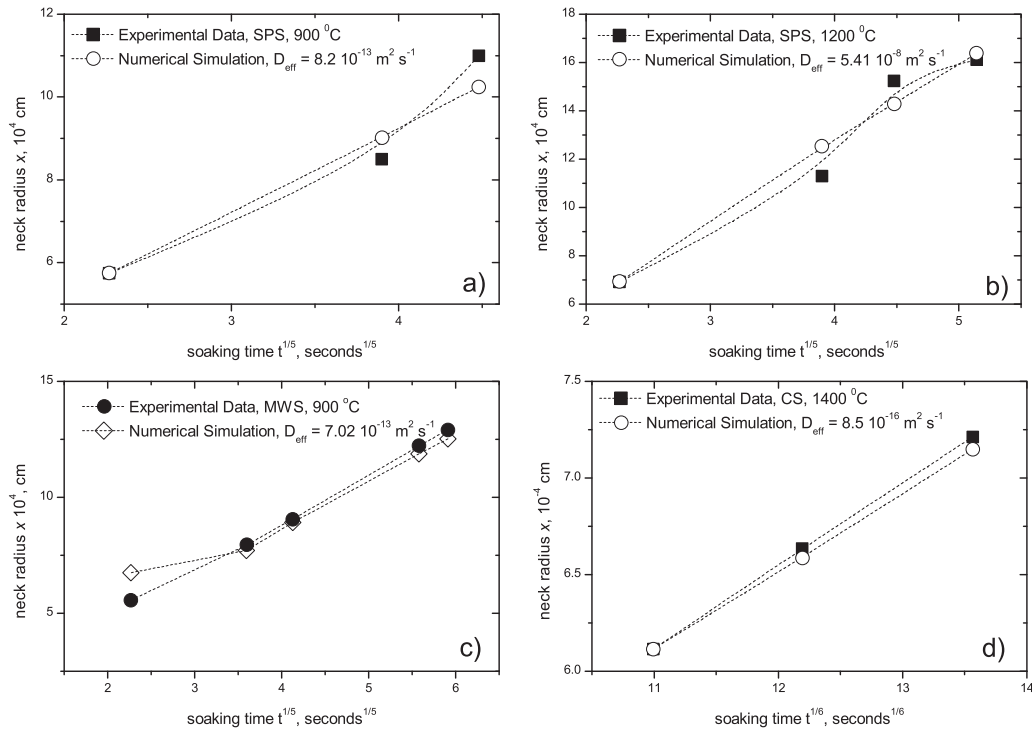 12
10
8
6
neck radius x, 10⁴ cm
Experimental Data, SPS, 900 ⁰C
Numerical Simulation, D_eff = 8.2 10⁻¹³ m² s⁻¹
a)
2 3 4
soaking time t^1/5, seconds^1/5
18
16
14
12
10
8
6
neck radius x, 10⁴ cm
Experimental Data, SPS, 1200 ⁰C
Numerical Simulation, D_eff = 5.41 10⁻⁸ m² s⁻¹
b)
2 3 4 5
soaking time t^1/5, seconds^1/5
15
10
5
neck radius x 10⁴, cm
Experimental Data, MWS, 900 ᵒC
Numerical Simulation, D_eff = 7.02 10⁻¹³ m² s⁻¹
c)
2 3 4 5 6
soaking time t^1/5, seconds^1/5
7.5
7.0
6.5
6.0
neck radius x, 10⁻⁴ cm
Experimental Data, CS, 1400 ⁰C
Numerical Simulation, D_eff = 8.5 10⁻¹⁶ m² s⁻¹
d)
11 12 13 14
soaking time t^1/6, seconds^1/6